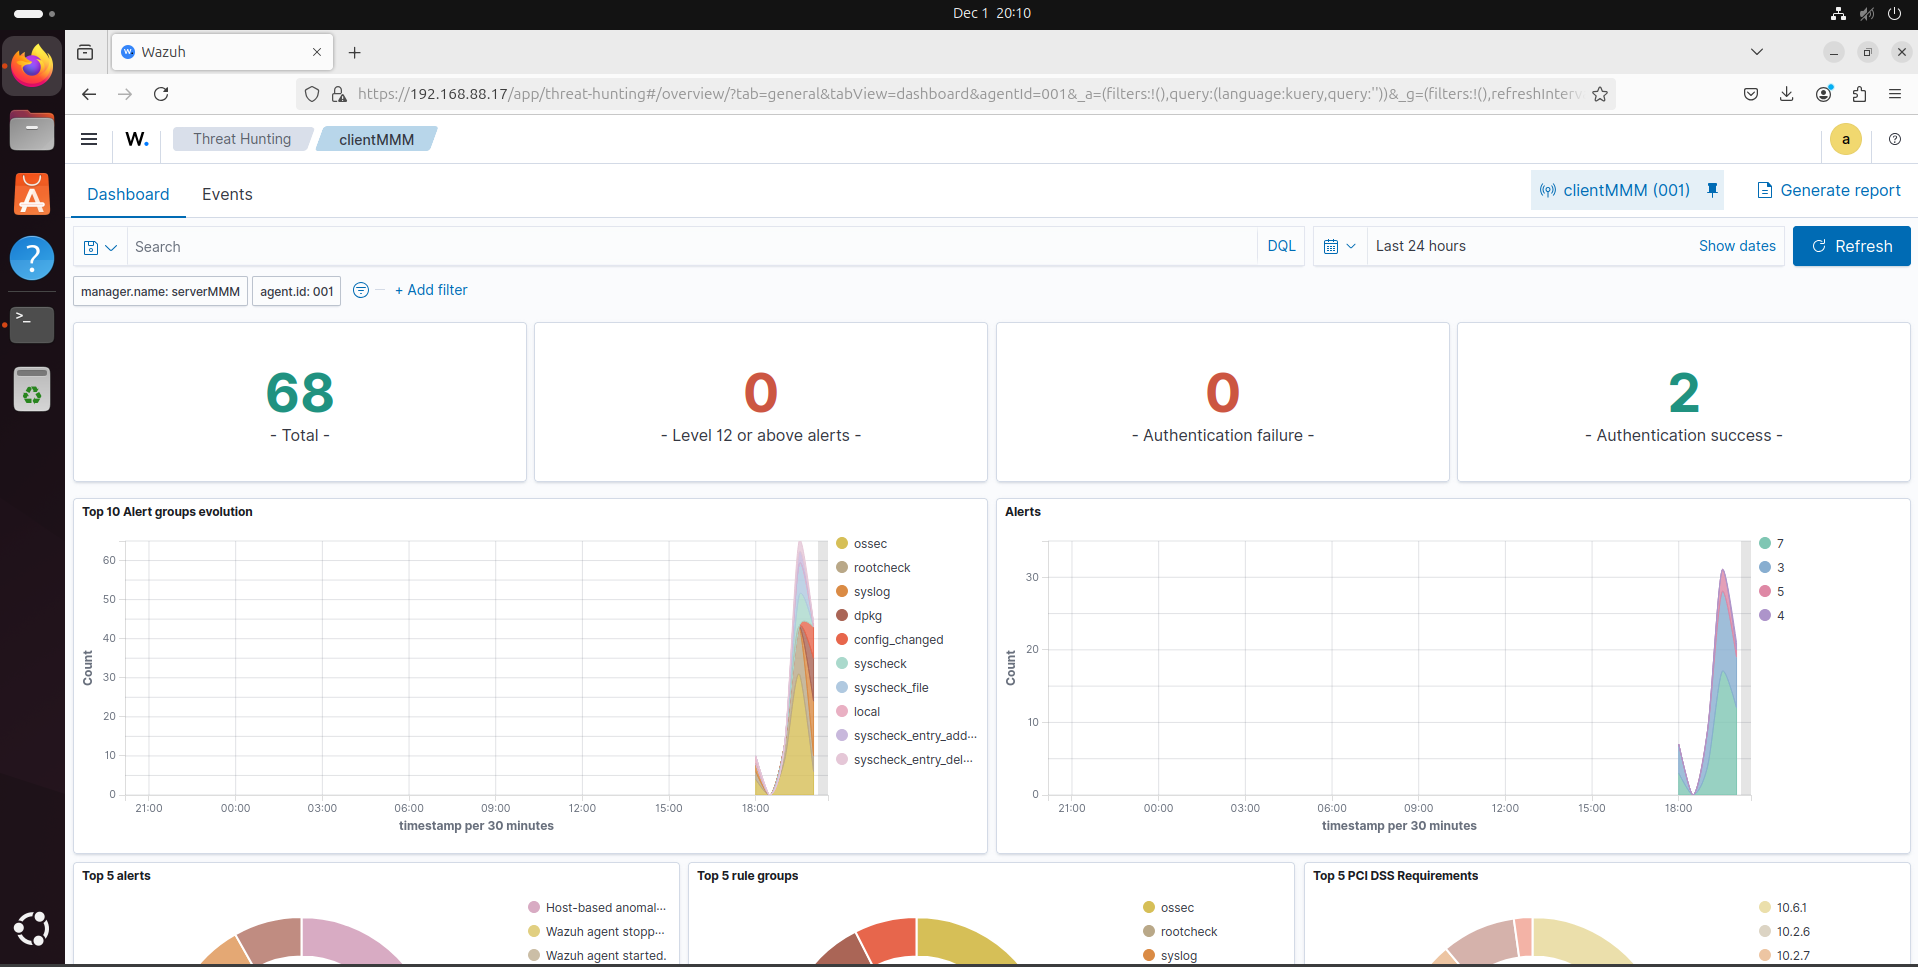 Dec 1 20:10
Wazuh
https://192.168.88.17/app/threat-hunting#/overview/?tab=general&tabView=dashboard&agentId=001&_a=(filters:!(),query:(language:kuery,query:''))&_g=(filters:!(),refreshInterv
W.
Threat Hunting
clientMMM
a
Dashboard
Events
clientMMM (001)
Generate report
Search
DQL
Last 24 hours
Show dates
Refresh
manager.name: serverMMM
agent.id: 001
+ Add filter
68
- Total -
0
- Level 12 or above alerts -
0
- Authentication failure -
2
- Authentication success -
Top 10 Alert groups evolution
Count
60
50
40
30
20
10
0
21:00
00:00
03:00
06:00
09:00
12:00
15:00
18:00
timestamp per 30 minutes
ossec
rootcheck
syslog
dpkg
config_changed
syscheck
syscheck_file
local
syscheck_entry_add...
syscheck_entry_del...
Alerts
Count
30
20
10
0
21:00
00:00
03:00
06:00
09:00
12:00
15:00
18:00
timestamp per 30 minutes
7
3
5
4
Top 5 alerts
Host-based anomal...
Wazuh agent stopp...
Wazuh agent started.
Top 5 rule groups
ossec
rootcheck
syslog
Top 5 PCI DSS Requirements
10.6.1
10.2.6
10.2.7